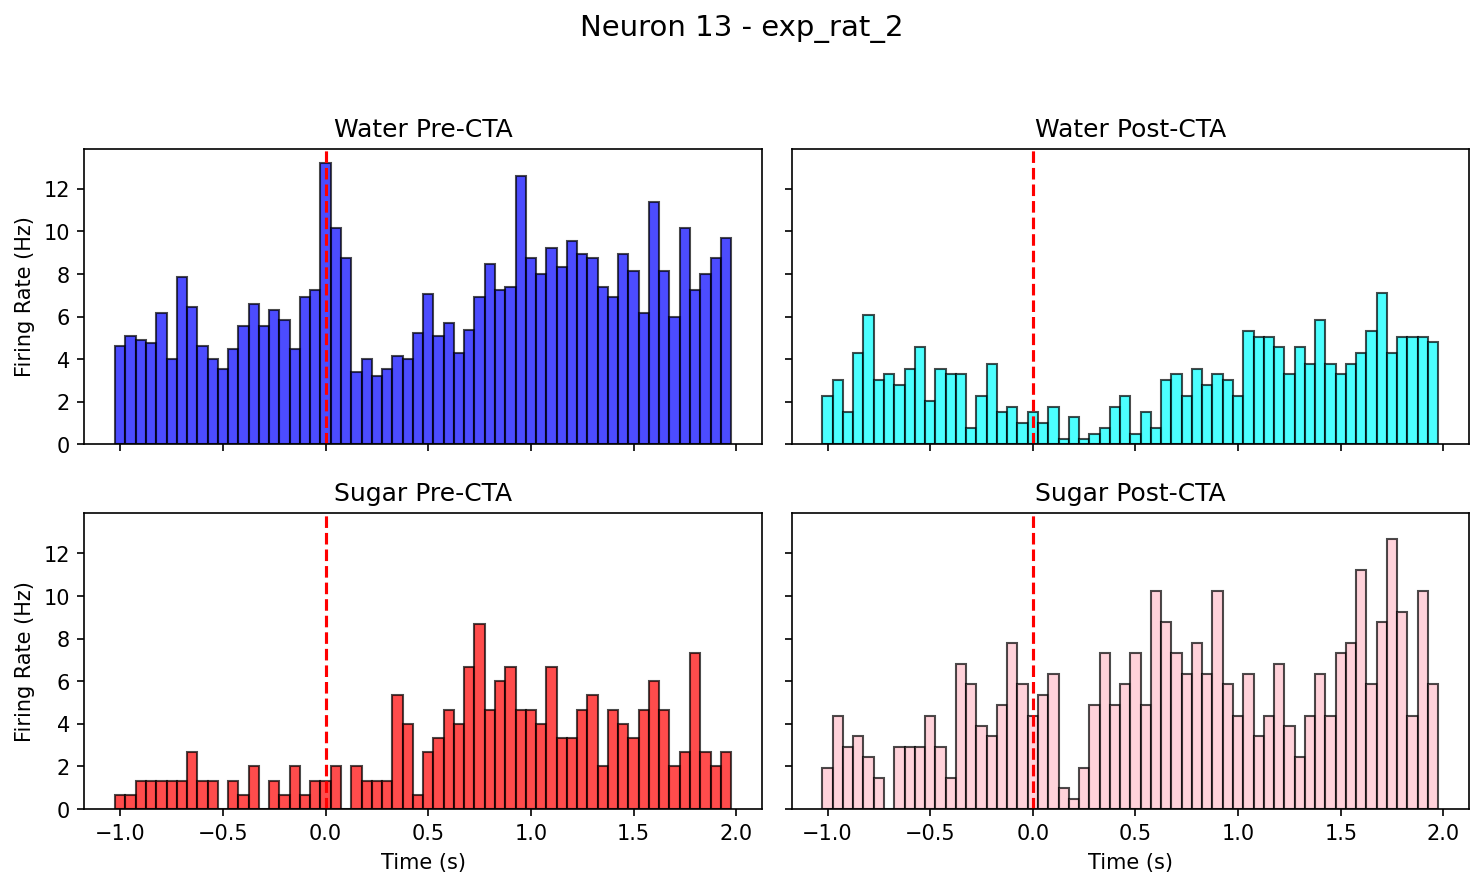 Neuron 13 - exp_rat_2
Water Pre-CTA
Water Post-CTA
Firing Rate (Hz)
12
10
8
6
4
2
0
Sugar Pre-CTA
Sugar Post-CTA
Firing Rate (Hz)
12
10
8
6
4
2
0
−1.0 −0.5 0.0 0.5 1.0 1.5 2.0
−1.0 −0.5 0.0 0.5 1.0 1.5 2.0
Time (s)
Time (s)